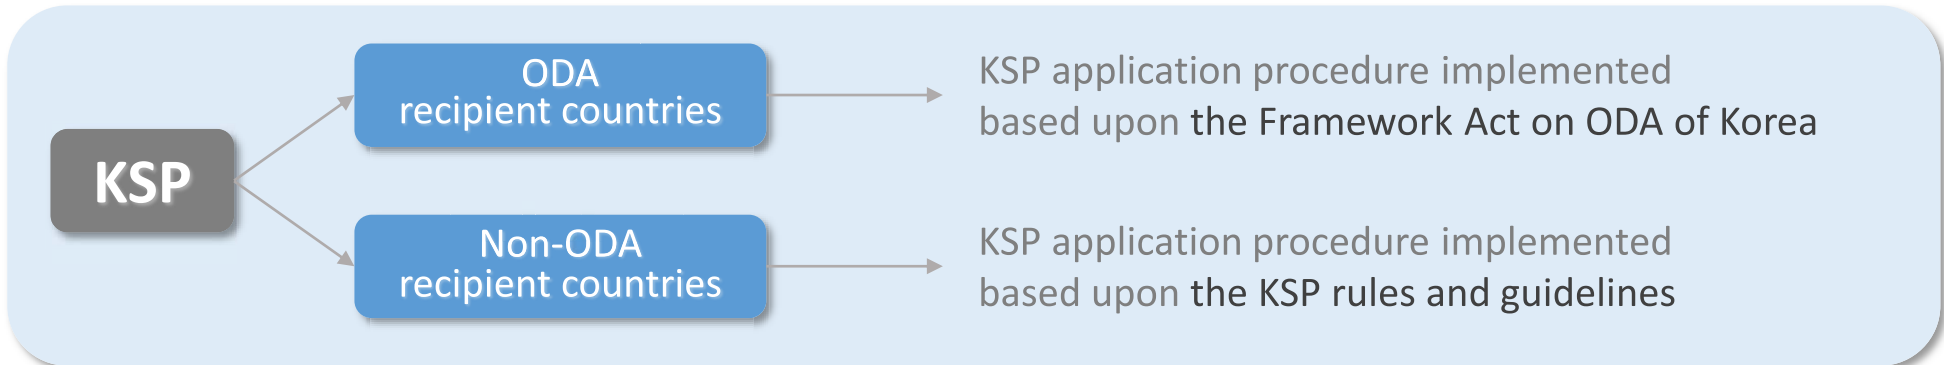 KSP
ODA
recipient countries
KSP application procedure implemented
based upon the Framework Act on ODA of Korea
Non-ODA
recipient countries
KSP application procedure implemented
based upon the KSP rules and guidelines